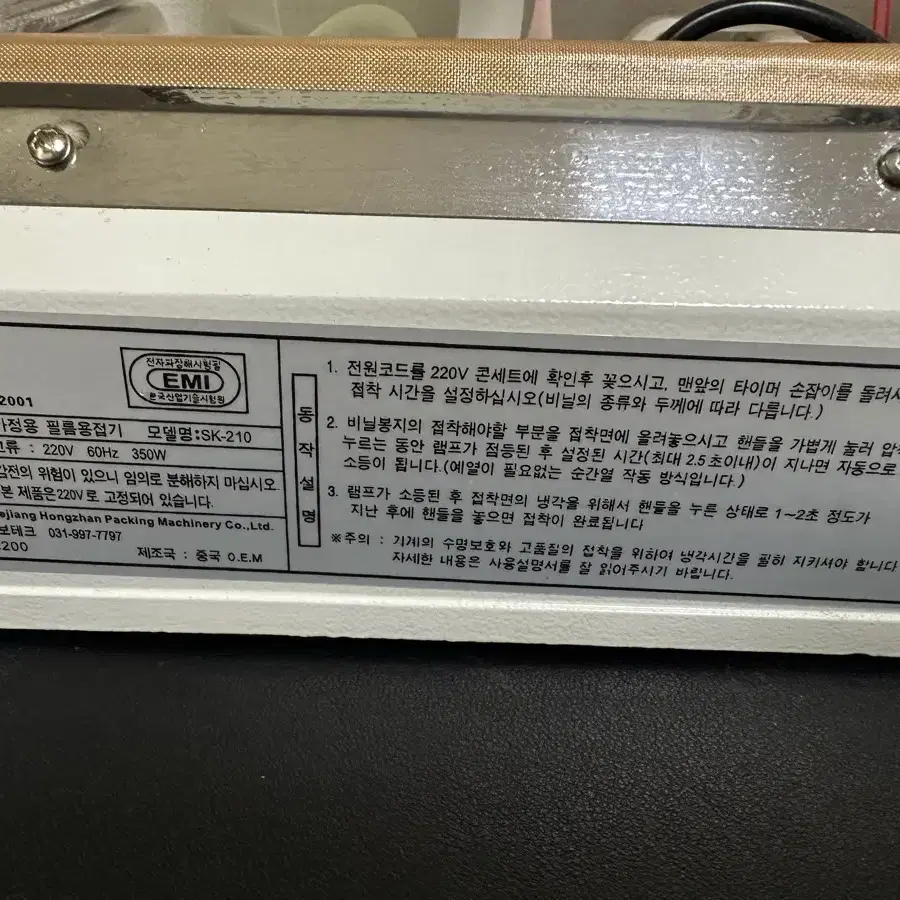 전자파장해시험필
EMI
한국산업기술시험원
2001
가정용 필름용접기 모델명:SK-210
류 : 220V 60Hz 350W
감전의 위험이 있으니 임의로 분해하지 마십시오
본 제품은 220V로 고정되어 있습니다.
ejiang Hongzhan Packing Machinery Co.,Ltd.
보테크 031-997-7797
200 제조국 : 중국 O.E.M
동작설명
1. 전원코드를 220V 콘세트에 확인후 꽂으시고, 맨앞의 타이머 손잡이를 돌려서
접착 시간을 설정하십시오(비닐의 종류와 두께에 따라 다릅니다.)
2. 비닐봉지의 접착해야할 부분을 접착면에 올려놓으시고 핸들을 가볍게 눌러
누르는 동안 램프가 점등된 후 설정된 시간(최대 2.5초이내)이 지나면 자동으로
소등이 됩니다.(예열이 필요없는 순간열 작동 방식입니다.)
3. 램프가 소등된 후 접착면의 냉각을 위해서 핸들을 누른 상태로 1~2초 정도가
지난 후에 핸들을 놓으면 접착이 완료됩니다
※주의 : 기계의 수명보호와 고품질의 접착을 위하여 냉각시간을 필히 지키셔야 합니다
자세한 내용은 사용설명서를 잘 읽어주시기 바랍니다.